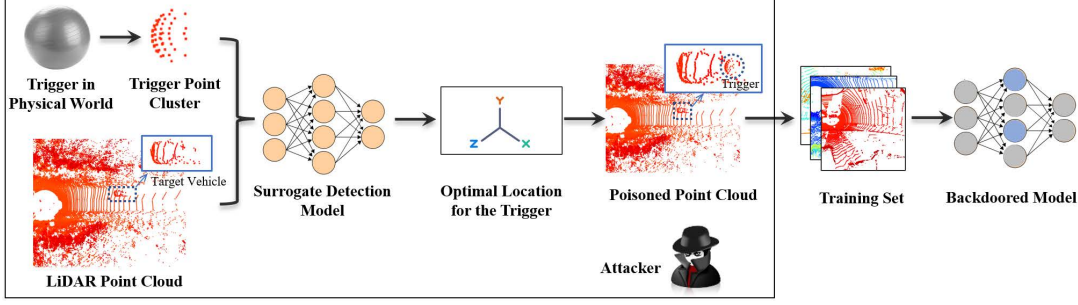 Trigger in
Physical World
Trigger Point
Cluster
Target Vehicle
LiDAR Point Cloud
Surrogate Detection
Model
Y
Z
X
Optimal Location
for the Trigger
Trigger
Poisoned Point Cloud
Attacker
Training Set
Backdoored Model